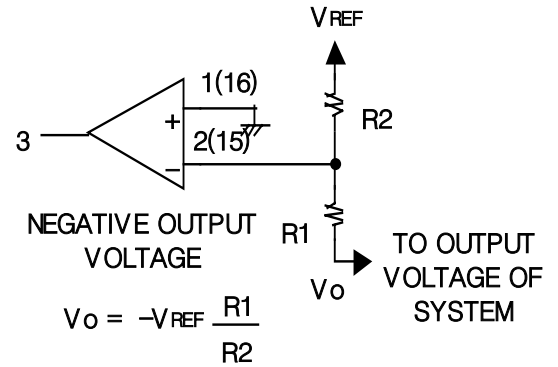 VREF
1(16)
+
R2
3
2(15)
−
R1
NEGATIVE OUTPUT
VOLTAGE
TO OUTPUT
VOLTAGE OF
SYSTEM
Vo
Vo = −VREF R1
R2